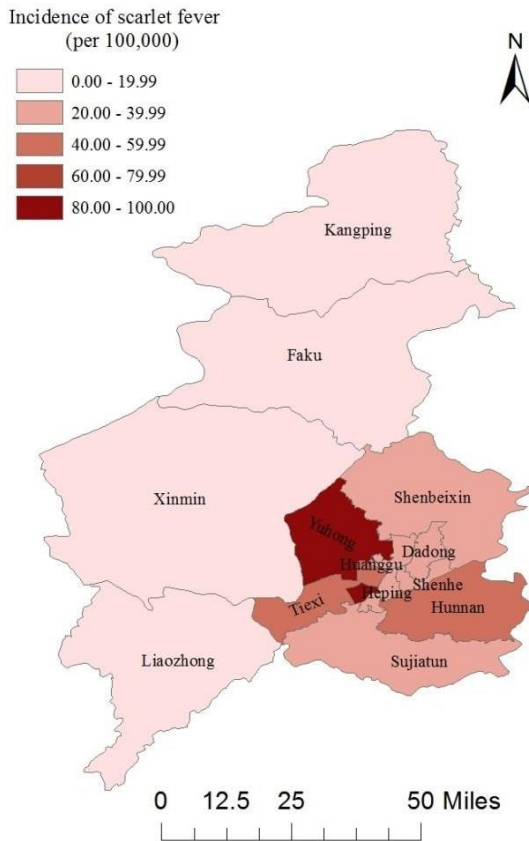 Incidence of scarlet fever
(per 100,000)
N
0.00 - 19.99
20.00 - 39.99
40.00 - 59.99
60.00 - 79.99
80.00 - 100.00
Kangping
Faku
Xinmin
Shenbeixin
Yuhong
Dadong
Huanggu
Shenhe
Heping
Hunnan
Tiexi
Liaozhong
Sujiatun
0 12.5 25 50 Miles